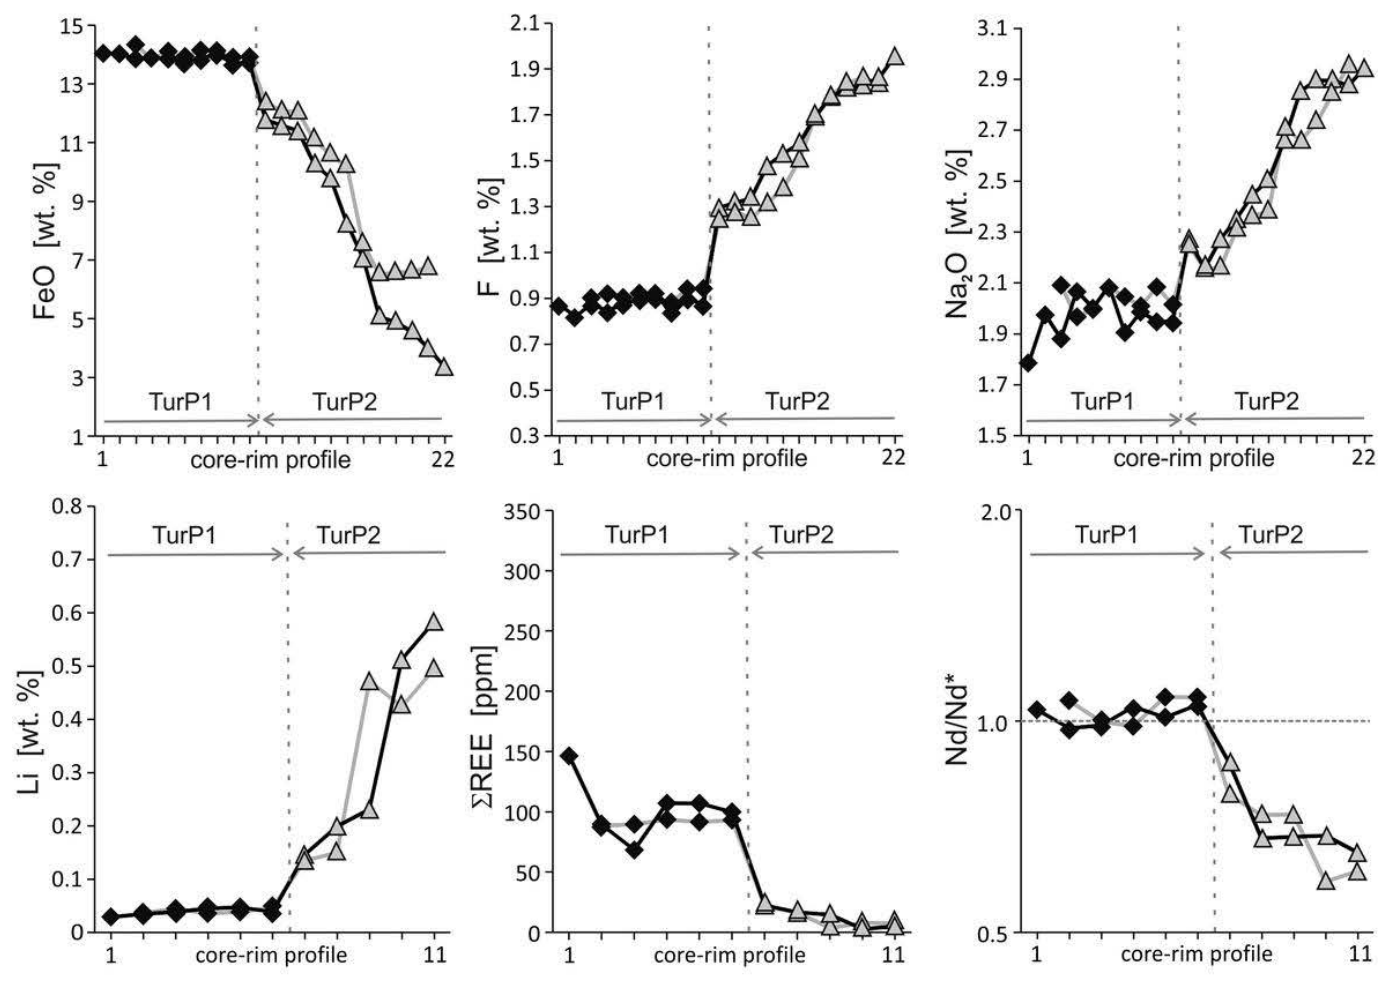 FeO [wt. %]
15
13
11
9
7
5
3
1
TurP1
TurP2
1
core-rim profile
22
F [wt. %]
2.1
1.9
1.7
1.5
1.3
1.1
0.9
0.7
0.5
0.3
TurP1
TurP2
1
core-rim profile
22
Na₂O [wt. %]
3.1
2.9
2.7
2.5
2.3
2.1
1.9
1.7
1.5
TurP1
TurP2
1
core-rim profile
22
Li [wt. %]
0.8
0.7
0.6
0.5
0.4
0.3
0.2
0.1
0
TurP1
TurP2
1
core-rim profile
11
ΣREE [ppm]
350
300
250
200
150
100
50
0
TurP1
TurP2
1
core-rim profile
11
Nd/Nd*
2.0
1.0
0.5
TurP1
TurP2
1
core-rim profile
11